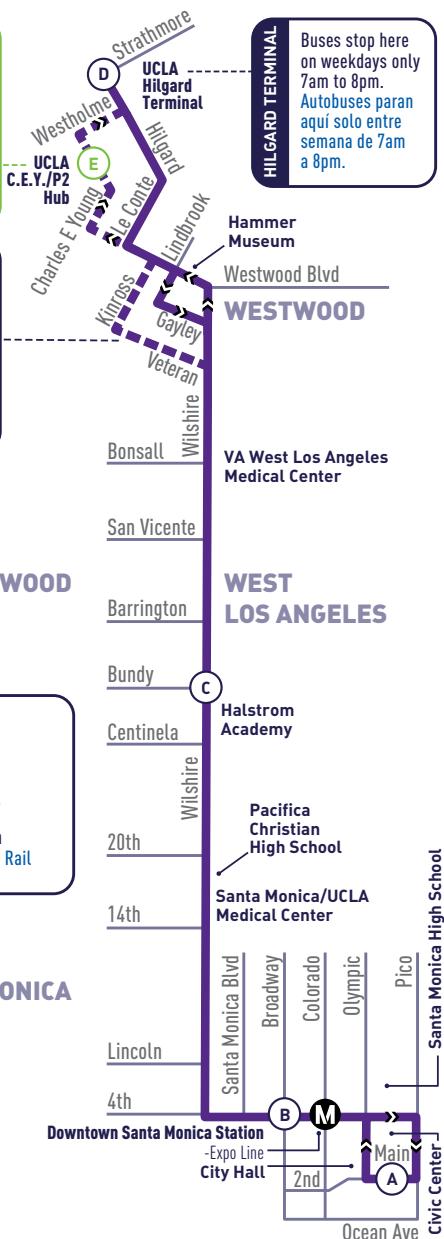 Strathmore
D
UCLA
Hilgard
Terminal
HILGARD TERMINAL
Buses stop here
on weekdays only
7am to 8pm.
Autobuses paran
aquí solo entre
semana de 7am
a 8pm.
Westholme
Hilgard
E
UCLA
C.E.Y./P2
Hub
Charles E Young
Le Conte
Lindbrook
Hammer
Museum
Westwood Blvd
WESTWOOD
Kinross
Gayley
Veteran
Wilshire
Bonsall
VA West Los Angeles
Medical Center
San Vicente
WOOD
WEST
LOS ANGELES
Barrington
Bundy
C
Halstrom
Academy
Centinela
Wilshire
Pacifica
Christian
High School
20th
Rail
Santa Monica/UCLA
Medical Center
14th
Santa Monica High School
ONICA
Santa Monica Blvd
Broadway
Colorado
Olympic
Pico
Lincoln
4th
B
M
Downtown Santa Monica Station
-Expo Line
City Hall
Main
A
2nd
Civic Center
Ocean Ave